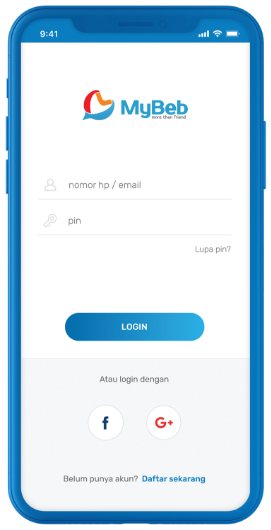 9:41
MyBeb
more than friend
nomor hp / email
pin
Lupa pin?
LOGIN
Atau login dengan
f
G+
Belum punya akun? Daftar sekarang